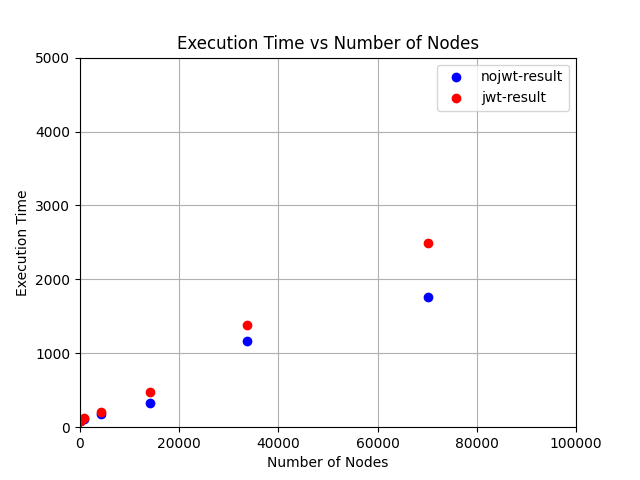 Execution Time vs Number of Nodes
nojwt-result
jwt-result
5000
4000
3000
2000
1000
0
Execution Time
0 20000 40000 60000 80000 100000
Number of Nodes